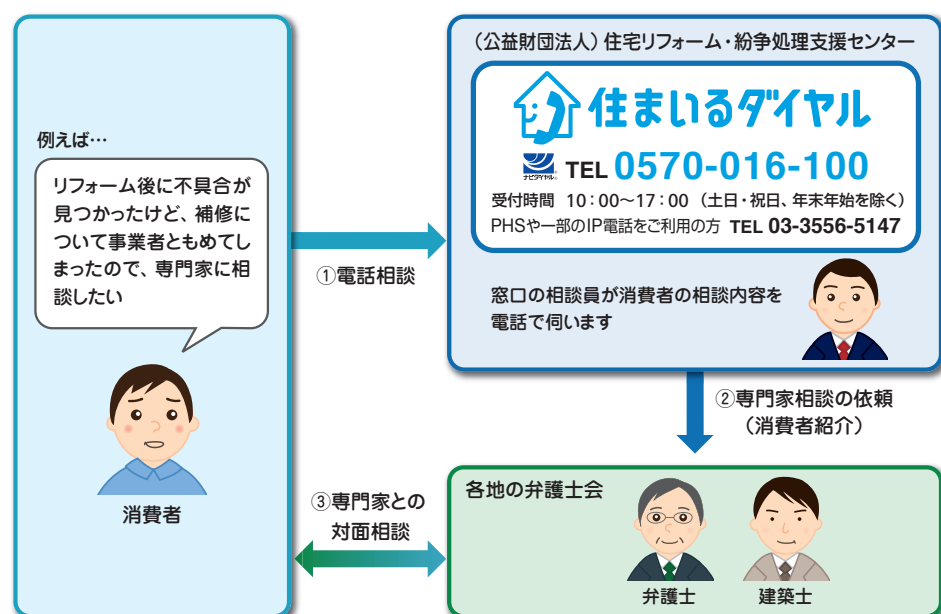 例えば…
リフォーム後に不具合が
見つかったけど、補修に
ついて事業者ともめてし
まったので、専門家に相
談したい
消費者
①電話相談
（公益財団法人）住宅リフォーム・紛争処理支援センター
住まいるダイヤル
ナビダイヤル®
TEL 0570-016-100
受付時間 10：00～17：00 （土日・祝日、年末年始を除く）
PHSや一部のIP電話をご利用の方 TEL 03-3556-5147
窓口の相談員が消費者の相談内容を
電話で伺います
②専門家相談の依頼
（消費者紹介）
③専門家との
対面相談
各地の弁護士会
弁護士
建築士